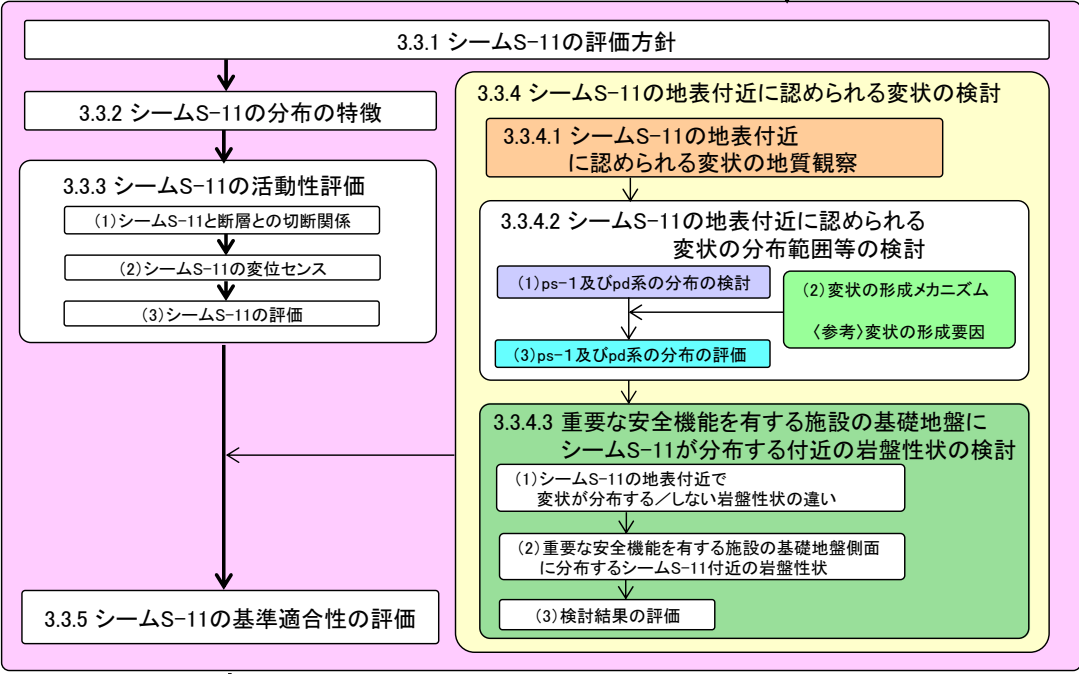 3.3.1 シームS-11の評価方針
3.3.2 シームS-11の分布の特徴
3.3.3 シームS-11の活動性評価
(1)シームS-11と断層との切断関係
(2)シームS-11の変位センス
(3)シームS-11の評価
3.3.4 シームS-11の地表付近に認められる変状の検討
3.3.4.1 シームS-11の地表付近
に認められる変状の地質観察
3.3.4.2 シームS-11の地表付近に認められる
変状の分布範囲等の検討
(1)ps-1及びpd系の分布の検討
(2)変状の形成メカニズム
〈参考〉変状の形成要因
(3)ps-1及びpd系の分布の評価
3.3.4.3 重要な安全機能を有する施設の基礎地盤に
シームS-11が分布する付近の岩盤性状の検討
(1)シームS-11の地表付近で
変状が分布する/しない岩盤性状の違い
(2)重要な安全機能を有する施設の基礎地盤側面
に分布するシームS-11付近の岩盤性状
(3)検討結果の評価
3.3.5 シームS-11の基準適合性の評価